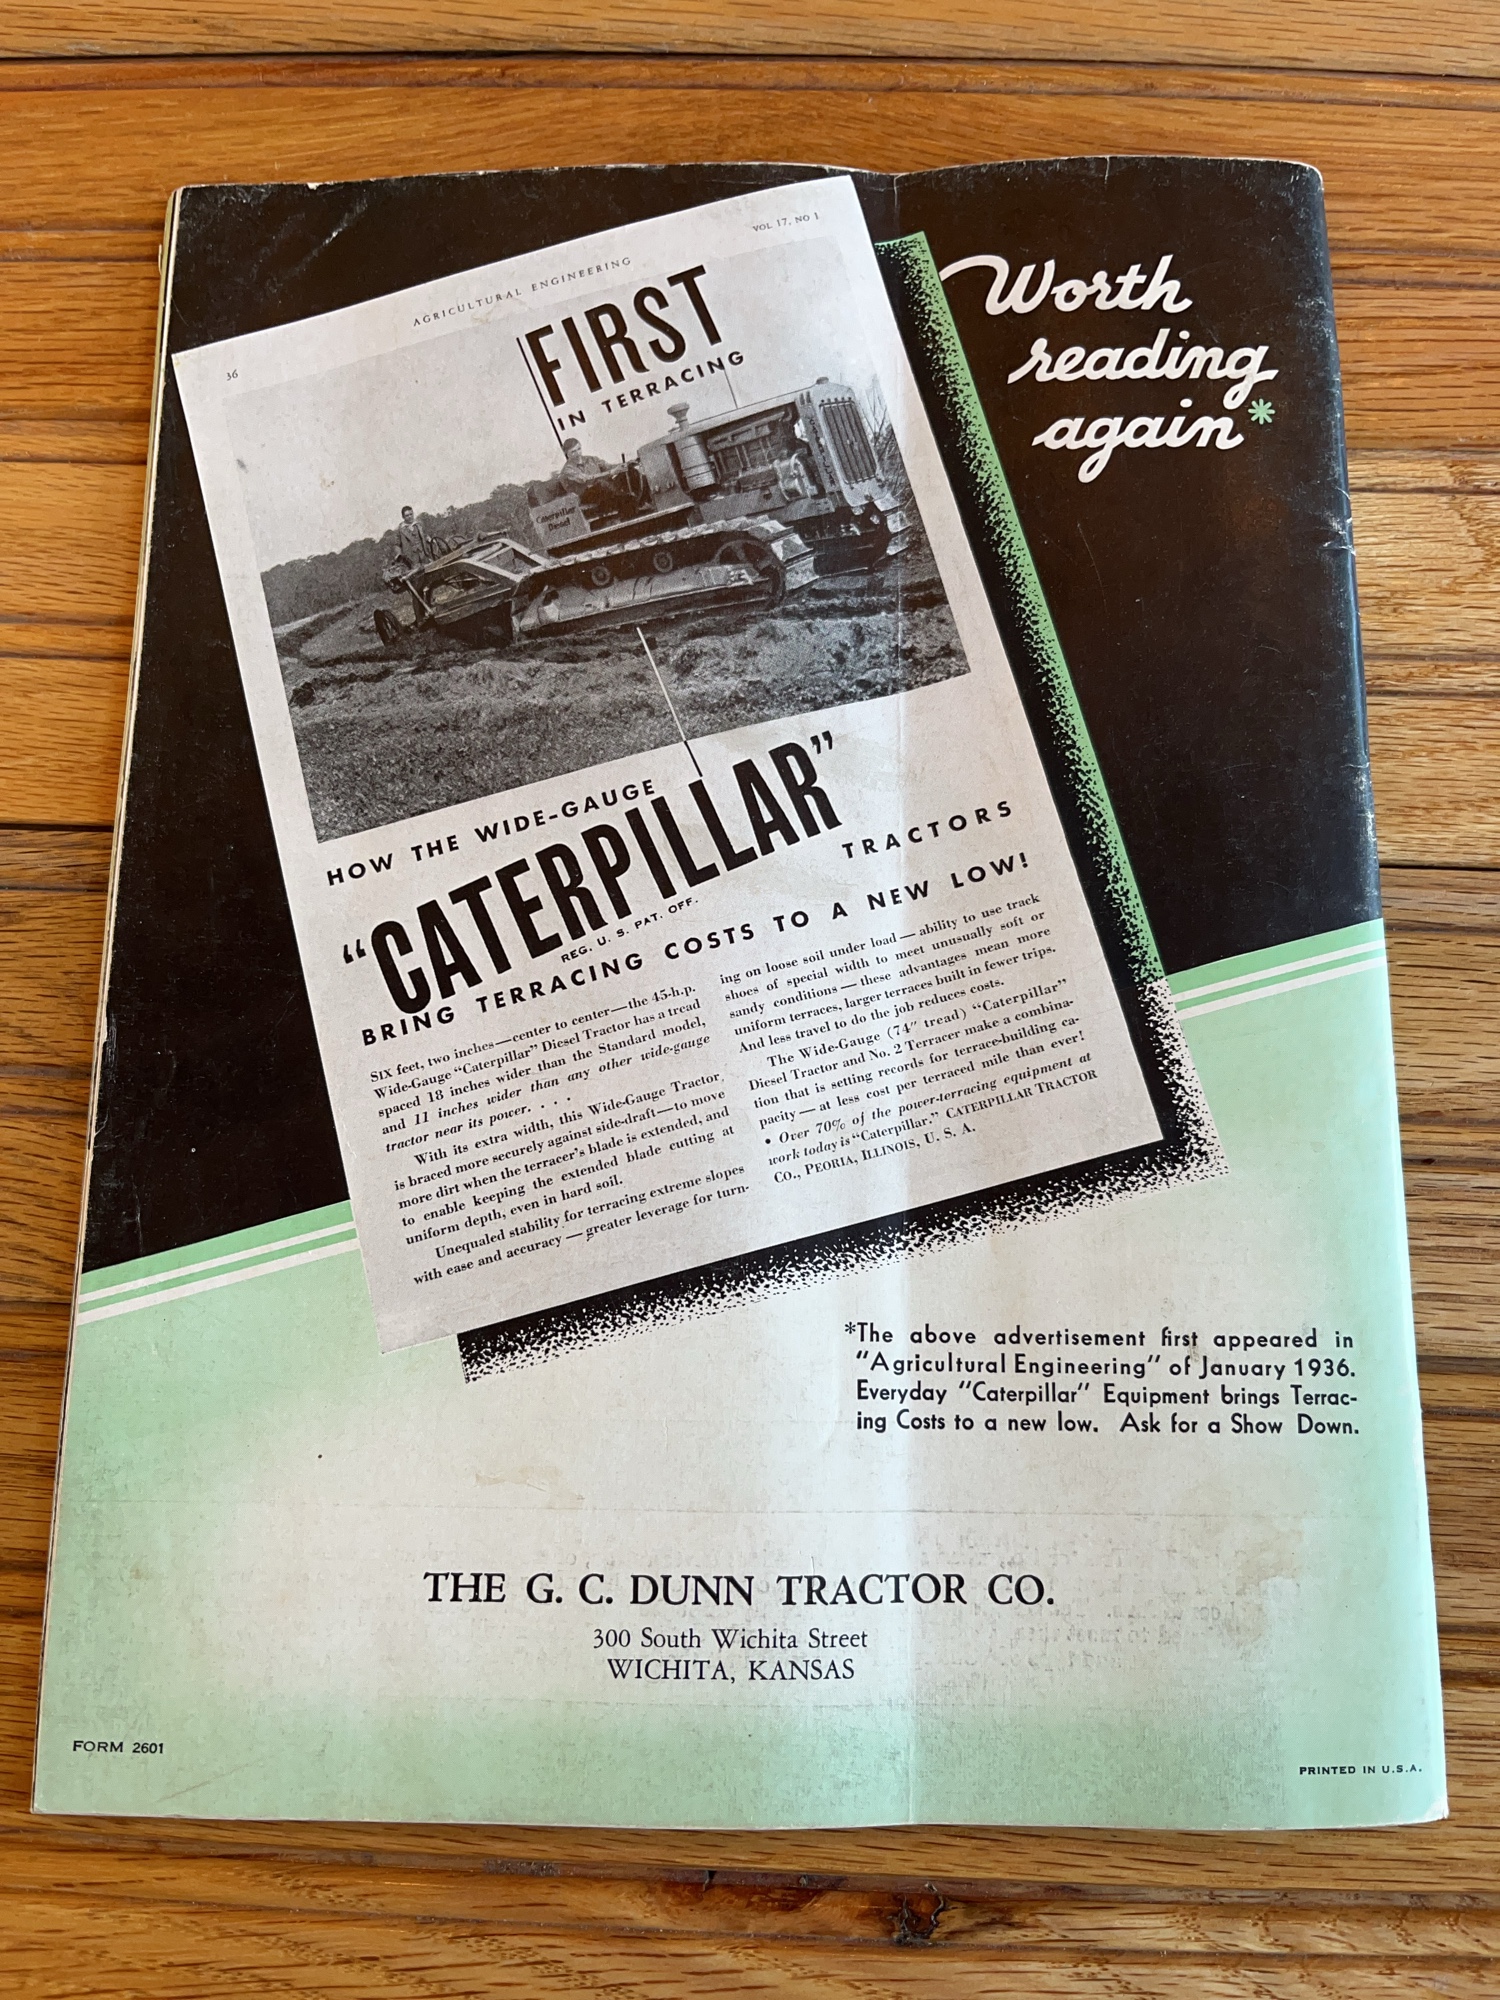 VOL 17, NO 1
AGRICULTURAL ENGINEERING
36
FIRST
IN TERRACING
Caterpillar
Diesel
Worth
reading
again*
HOW THE WIDE-GAUGE
“CATERPILLAR”
REG. U. S. PAT. OFF.
TRACTORS
BRING TERRACING COSTS TO A NEW LOW!
SIX feet, two inches—center to center—the 45-h.p.
Wide-Gauge “Caterpillar” Diesel Tractor has a tread
spaced 18 inches wider than the Standard model,
and 11 inches wider than any other wide-gauge
tractor near its power. . . .
With its extra width, this Wide-Gauge Tractor
is braced more securely against side-draft—to move
more dirt when the terracer's blade is extended, and
to enable keeping the extended blade cutting at
uniform depth, even in hard soil.
Unequaled stability for terracing extreme slopes
with ease and accuracy — greater leverage for turn-
ing on loose soil under load — ability to use track
shoes of special width to meet unusually soft or
sandy conditions — these advantages mean more
uniform terraces, larger terraces built in fewer trips.
And less travel to do the job reduces costs.
The Wide-Gauge (74″ tread) “Caterpillar”
Diesel Tractor and No. 2 Terracer make a combina-
tion that is setting records for terrace-building ca-
pacity — at less cost per terraced mile than ever!
• Over 70% of the power-terracing equipment at
work today is “Caterpillar.” CATERPILLAR TRACTOR
CO., PEORIA, ILLINOIS, U. S. A.
*The above advertisement first appeared in
“Agricultural Engineering” of January 1936.
Everyday “Caterpillar” Equipment brings Terrac-
ing Costs to a new low. Ask for a Show Down.
THE G. C. DUNN TRACTOR CO.
300 South Wichita Street
WICHITA, KANSAS
FORM 2601
PRINTED IN U.S.A.